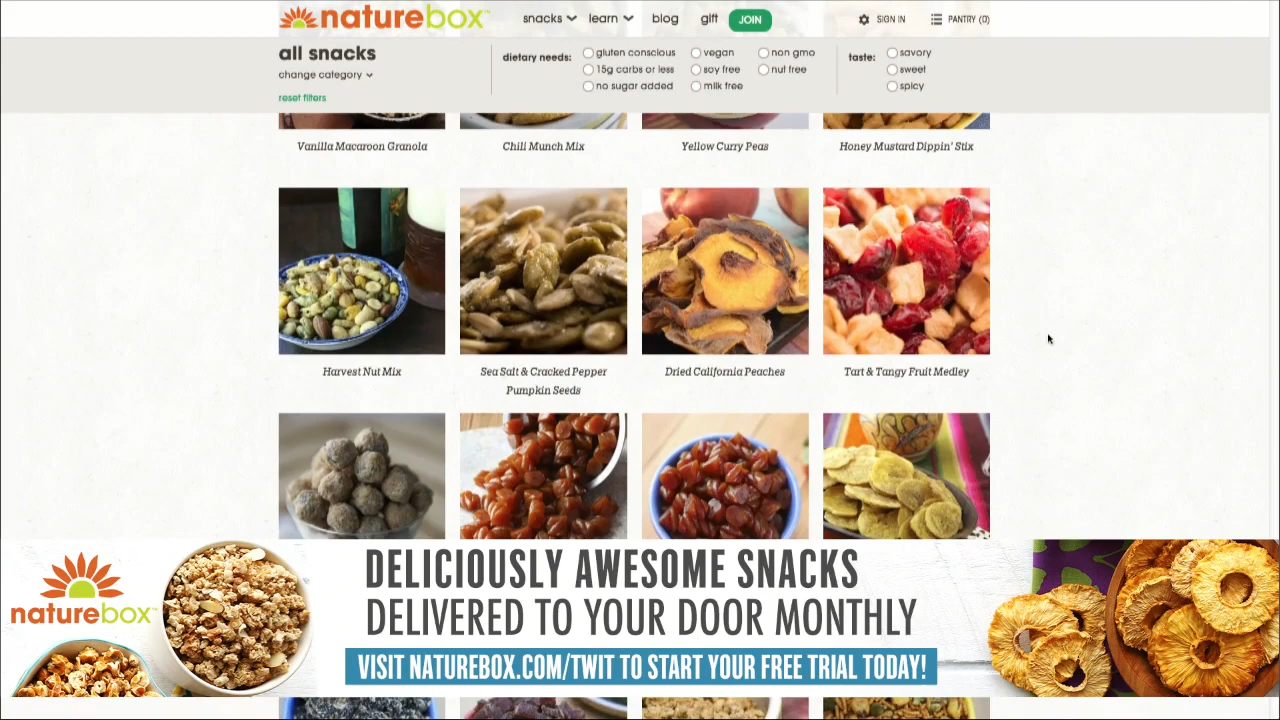 naturebox™
snacks learn blog gift JOIN SIGN IN PANTRY (0)
all snacks
change category
reset filters
dietary needs: gluten conscious vegan non gmo
15g carbs or less soy free nut free
no sugar added milk free
taste: savory
sweet
spicy
Vanilla Macaroon Granola
Chili Munch Mix
Yellow Curry Peas
Honey Mustard Dippin' Stix
Harvest Nut Mix
Sea Salt & Cracked Pepper
Pumpkin Seeds
Dried California Peaches
Tart & Tangy Fruit Medley
naturebox™
DELICIOUSLY AWESOME SNACKS
DELIVERED TO YOUR DOOR MONTHLY
VISIT NATUREBOX.COM/TWIT TO START YOUR FREE TRIAL TODAY!